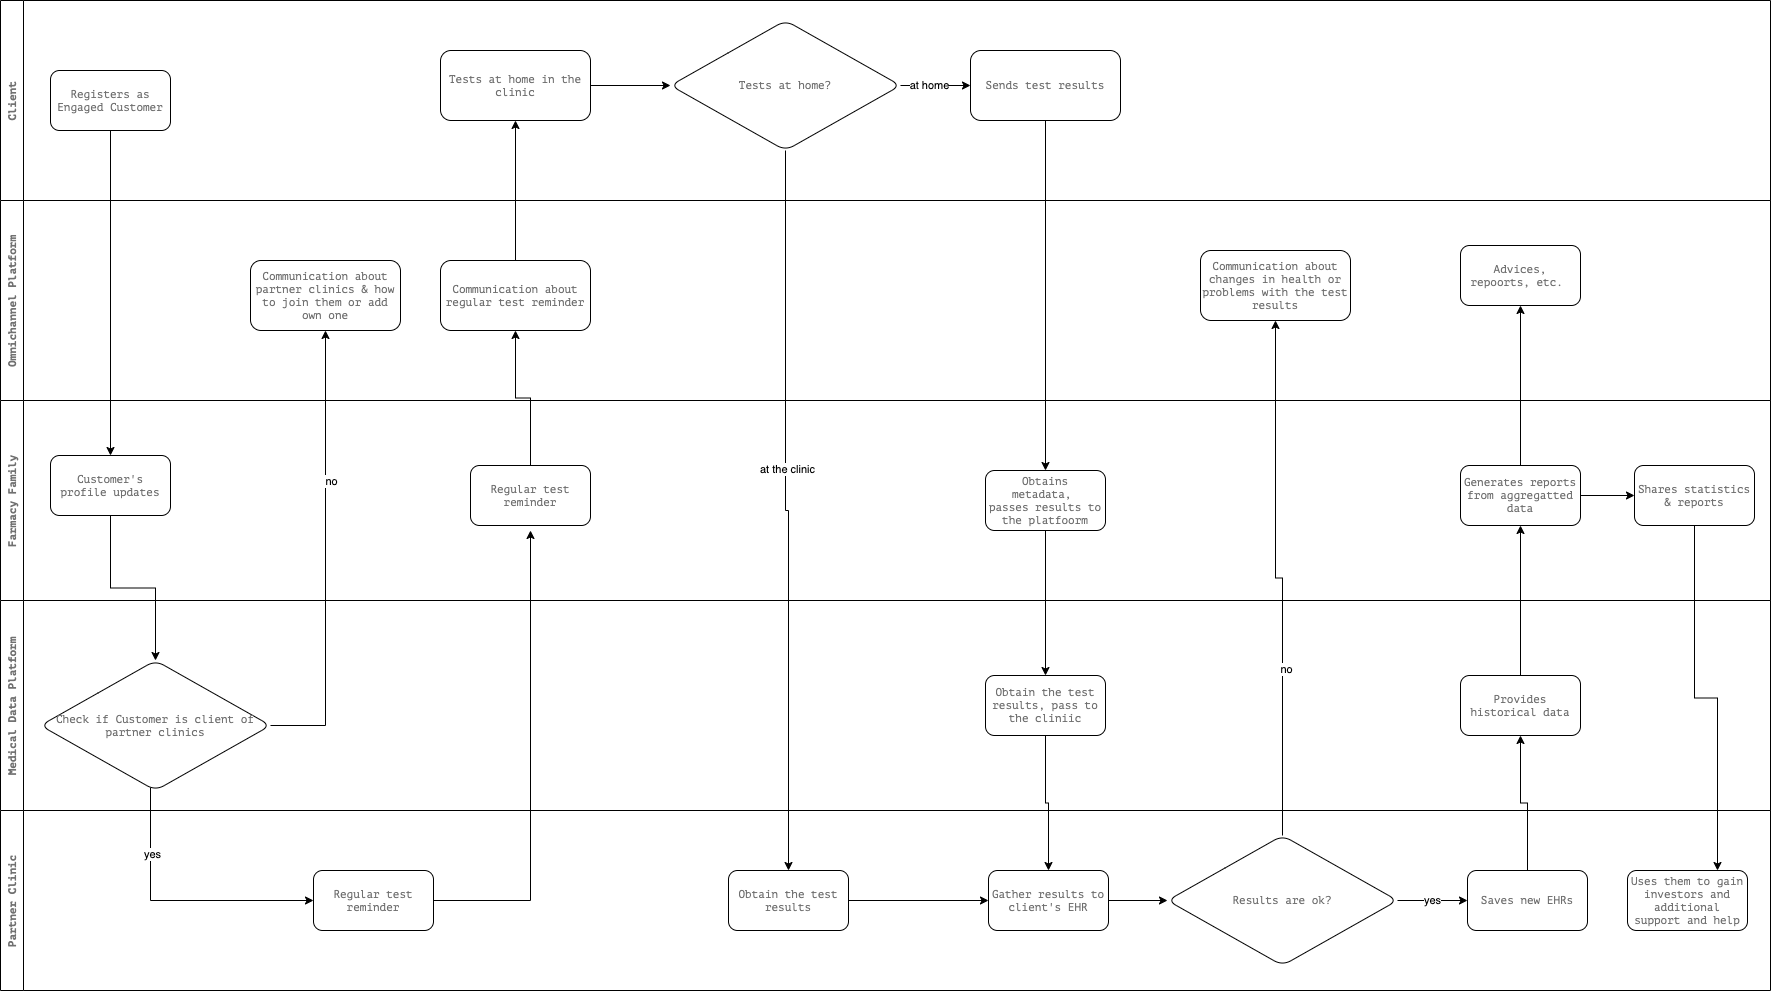 Client
Registers as
Engaged Customer
Tests at home in the
clinic
Tests at home?
at home
Sends test results
Omnichannel Platform
Communication about
partner clinics & how
to join them or add
own one
Communication about
regular test reminder
Communication about
changes in health or
problems with the test
results
Advices,
repoorts, etc.
Farmacy Family
Customer's
profile updates
no
Regular test
reminder
at the clinic
Obtains
metadata,
passes results to
the platfoorm
Generates reports
from aggregatted
data
Shares statistics
& reports
Medical Data Platform
Check if Customer is client of
partner clinics
Obtain the test
results, pass to
the cliniic
no
Provides
historical data
Partner Clinic
yes
Regular test
reminder
Obtain the test
results
Gather results to
client's EHR
Results are ok?
yes
Saves new EHRs
Uses them to gain
investors and
additional
support and help